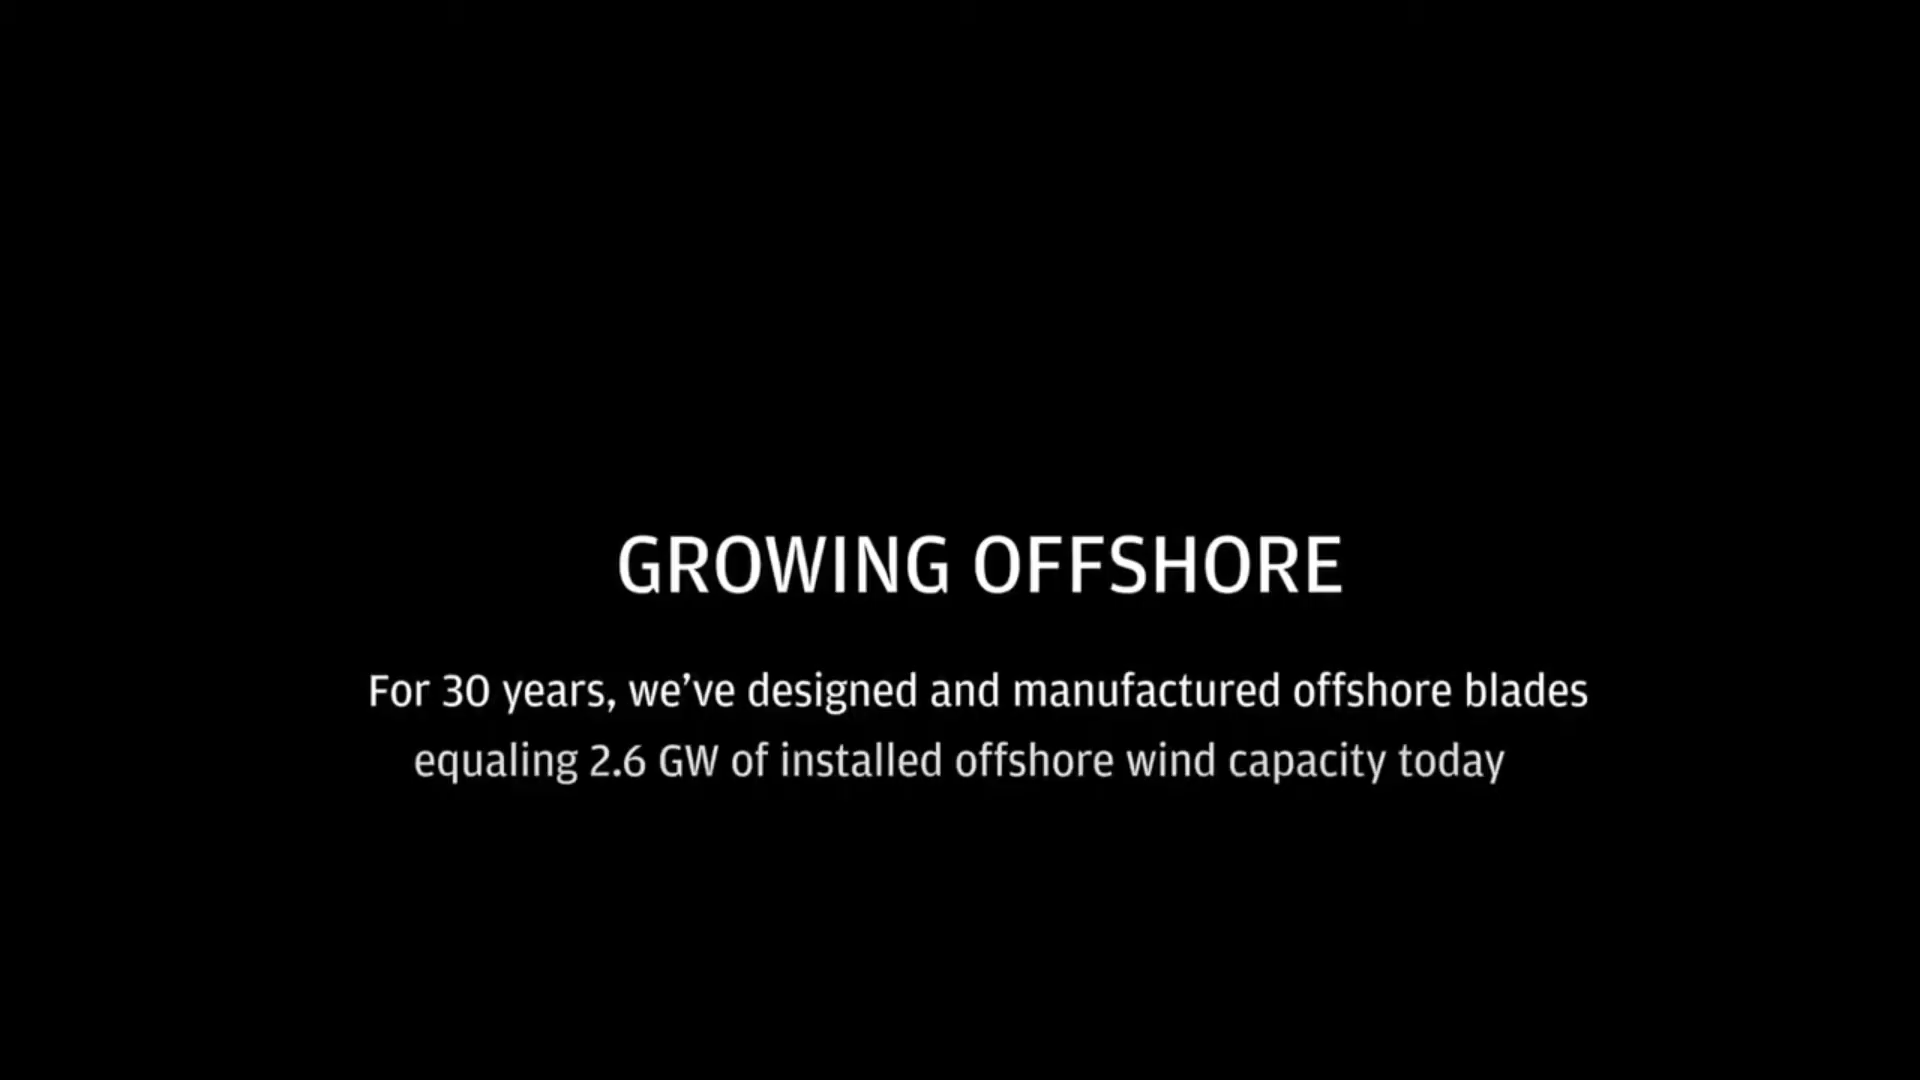 GROWING OFFSHORE
For 30 years, we’ve designed and manufactured offshore blades
equaling 2.6 GW of installed offshore wind capacity today